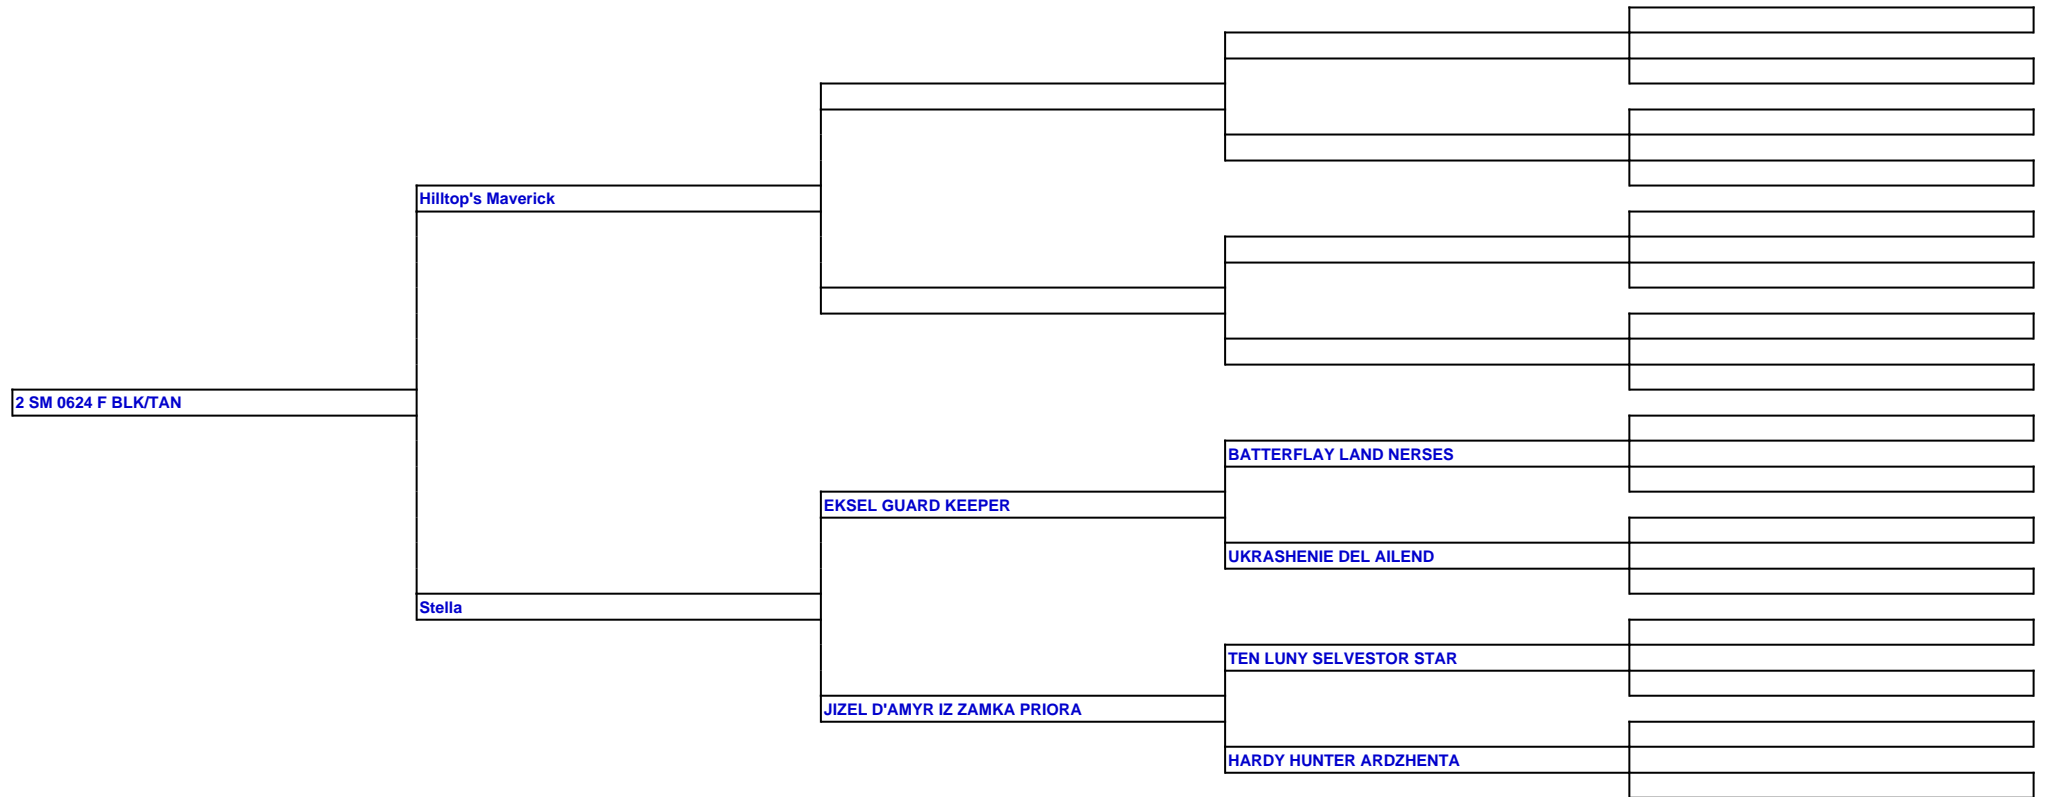 Hilltop's Maverick
2 SM 0624 F BLK/TAN
BATTERFLAY LAND NERSES
EKSEL GUARD KEEPER
UKRASHENIE DEL AILEND
Stella
TEN LUNY SELVESTOR STAR
JIZEL D'AMYR IZ ZAMKA PRIORA
HARDY HUNTER ARDZHENTA